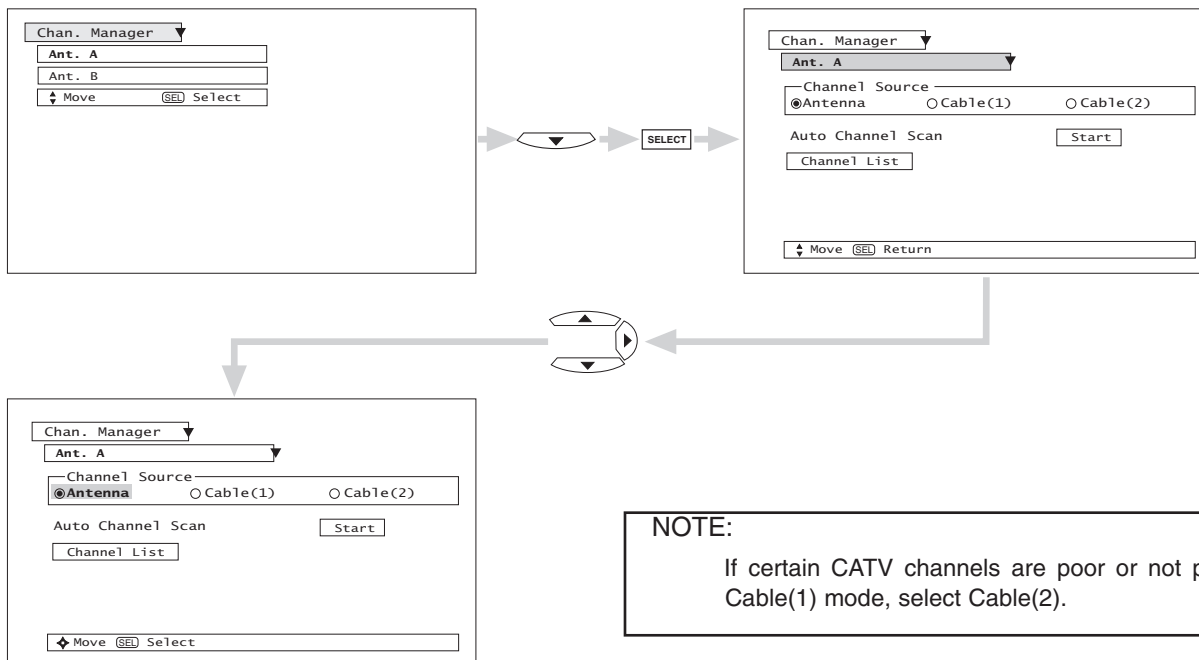 Chan. Manager
Ant. A
Ant. B
Move SEL Select
SELECT
Chan. Manager
Ant. A
Channel Source
Antenna Cable(1) Cable(2)
Auto Channel Scan Start
Channel List
Move SEL Return
Chan. Manager
Ant. A
Channel Source
Antenna Cable(1) Cable(2)
Auto Channel Scan Start
Channel List
Move SEL Select
NOTE:
If certain CATV channels are poor or not p
Cable(1) mode, select Cable(2).